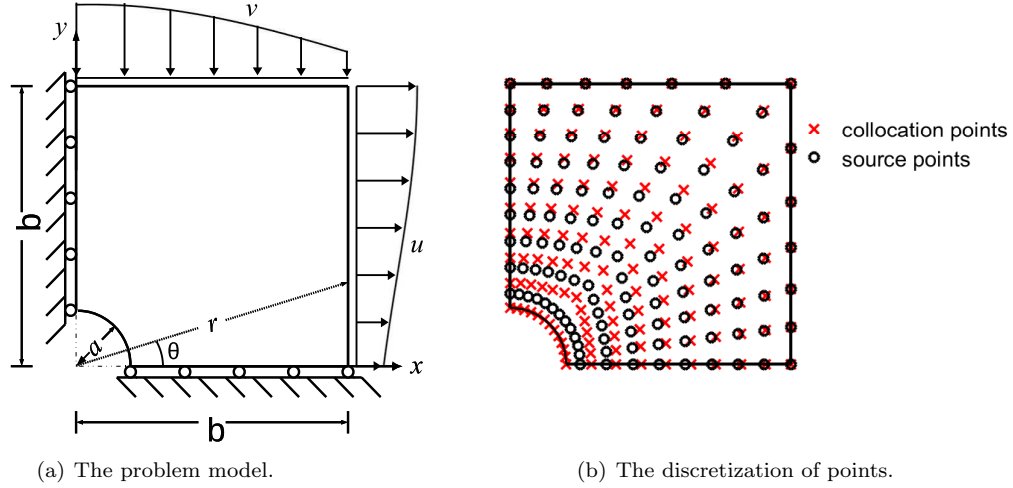 v
y
b
u
r
a
θ
x
b
collocation points
source points
(a) The problem model.
(b) The discretization of points.